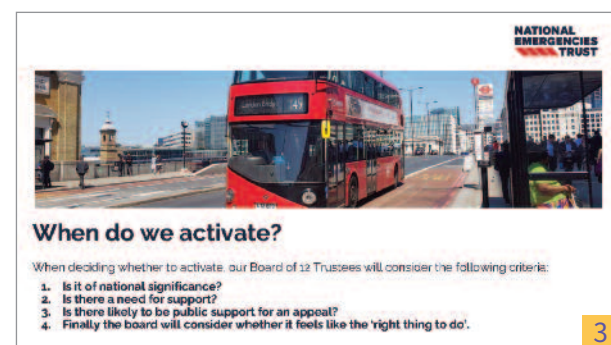 NATIONAL
EMERGENCIES
TRUST
London Bridge 149
When do we activate?
When deciding whether to activate, our Board of 12 Trustees will consider the following criteria:
1. Is it of national significance?
2. Is there a need for support?
3. Is there likely to be public support for an appeal?
4. Finally the board will consider whether it feels like the 'right thing to do'.
3